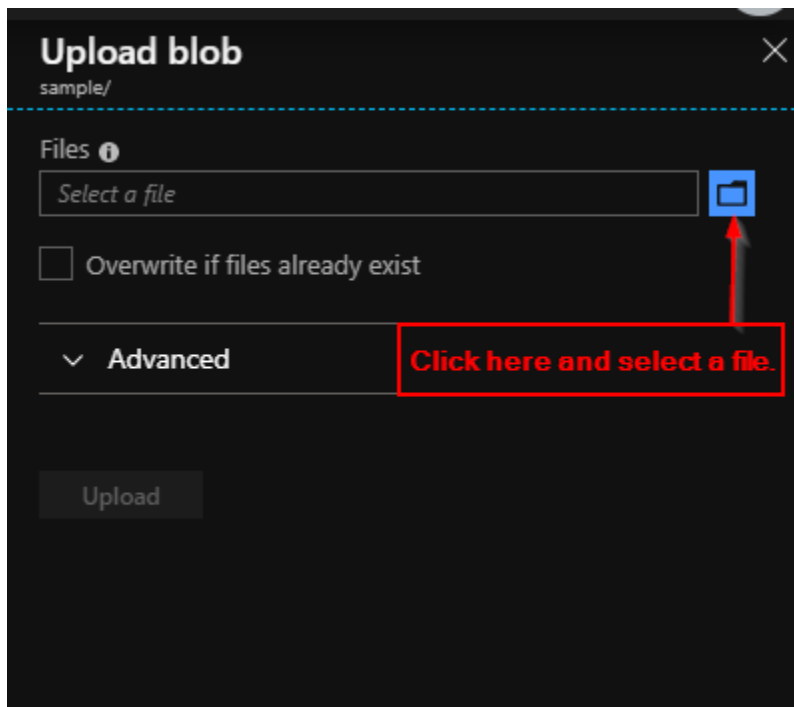 Upload blob
sample/
Files
Select a file
Overwrite if files already exist
Advanced
Click here and select a file.
Upload